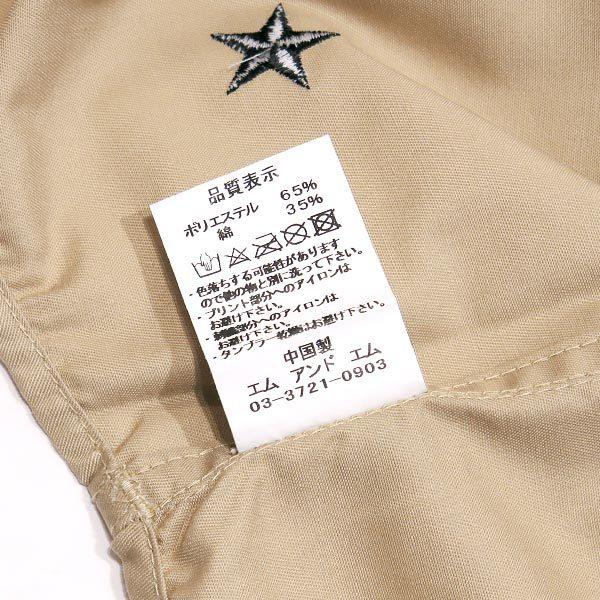 品質表示
ポリエステル 65%
綿 35%
・色落ちする可能性があります
ので他の物と別に洗って下さい。
・プリント部分へのアイロンは
お避け下さい。
・刺繍部分へのアイロンは
お避け下さい。
・タンブラー乾燥はお避け下さい。
中国製
エム アンド エム
03-3721-0903